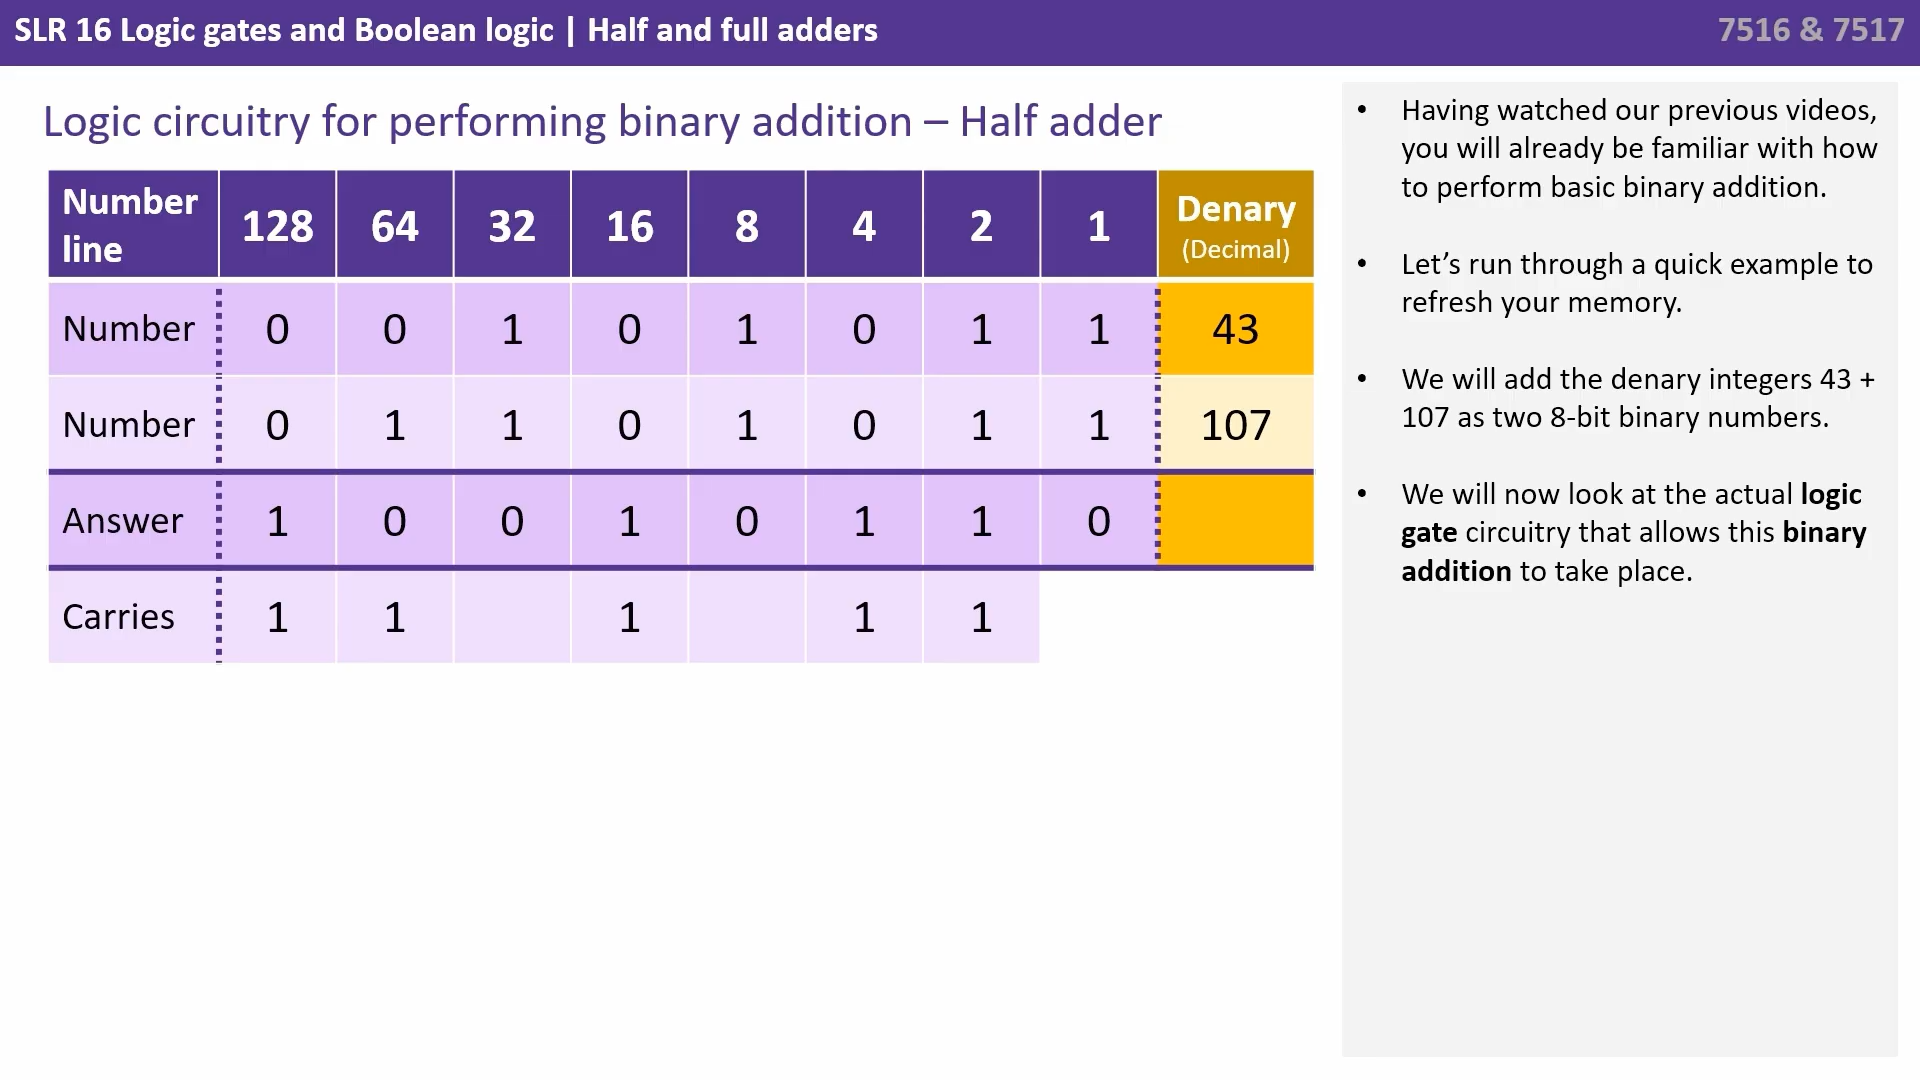 SLR 16 Logic gates and Boolean logic | Half and full adders
7516 & 7517
Logic circuitry for performing binary addition – Half adder
Number line 128 64 32 16 8 4 2 1 Denary (Decimal)
Number 0 0 1 0 1 0 1 1 43
Number 0 1 1 0 1 0 1 1 107
Answer 1 0 0 1 0 1 1 0
Carries 1 1 1 1 1
• Having watched our previous videos,
you will already be familiar with how
to perform basic binary addition.
• Let’s run through a quick example to
refresh your memory.
• We will add the denary integers 43 +
107 as two 8-bit binary numbers.
• We will now look at the actual logic
gate circuitry that allows this binary
addition to take place.